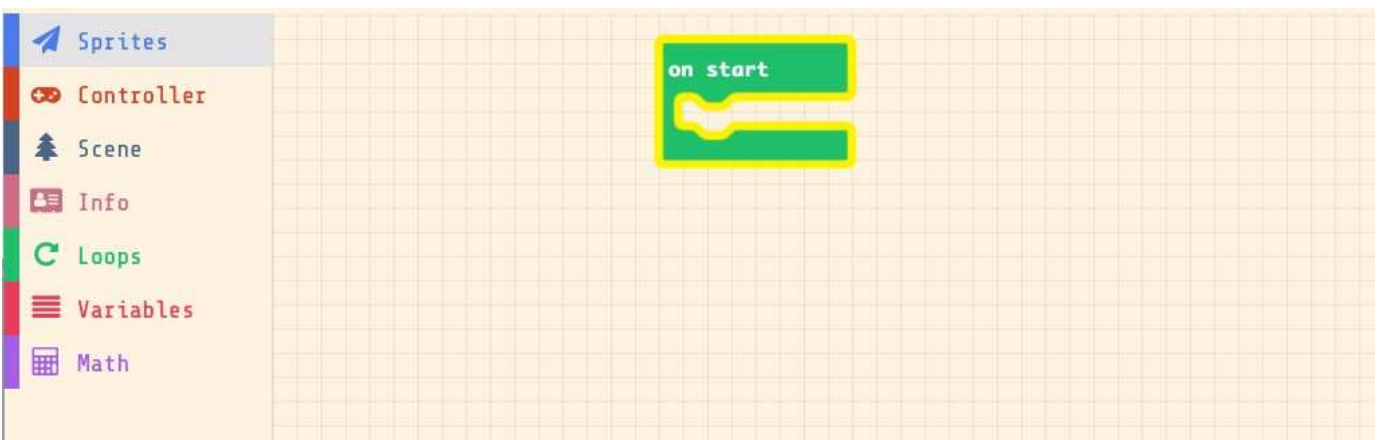 Sprites
Controller
Scene
Info
Loops
Variables
Math
on start